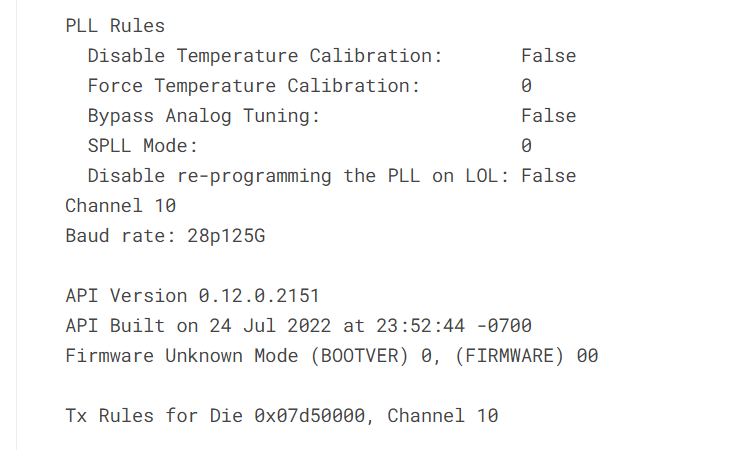 PLL Rules
Disable Temperature Calibration: False
Force Temperature Calibration: 0
Bypass Analog Tuning: False
SPLL Mode: 0
Disable re-programming the PLL on LOL: False
Channel 10
Baud rate: 28p125G
API Version 0.12.0.2151
API Built on 24 Jul 2022 at 23:52:44 -0700
Firmware Unknown Mode (BOOTVER) 0, (FIRMWARE) 00
Tx Rules for Die 0x07d50000, Channel 10